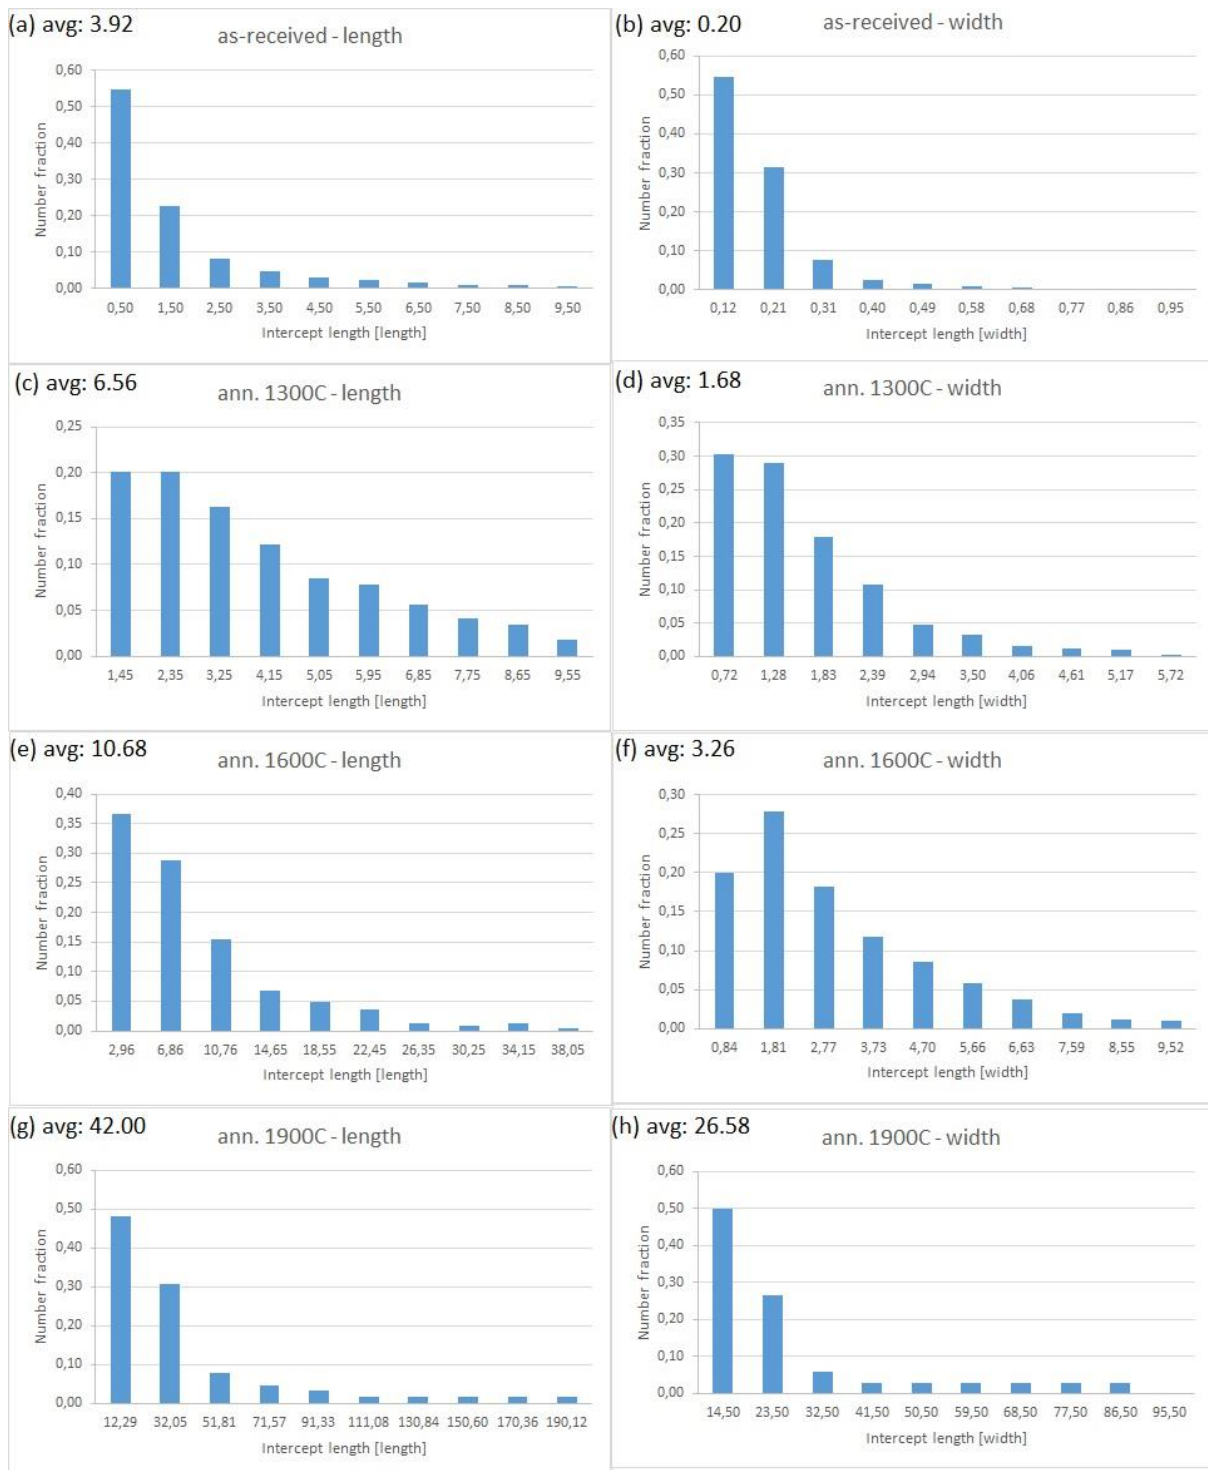 (a) avg: 3.92
as-received - length
Number fraction
0,60
0,50
0,40
0,30
0,20
0,10
0,00
0,50 1,50 2,50 3,50 4,50 5,50 6,50 7,50 8,50 9,50
Intercept length [length]
(b) avg: 0.20
as-received - width
Number fraction
0,60
0,50
0,40
0,30
0,20
0,10
0,00
0,12 0,21 0,31 0,40 0,49 0,58 0,68 0,77 0,86 0,95
Intercept length [width]
(c) avg: 6.56
ann. 1300C - length
Number fraction
0,25
0,20
0,15
0,10
0,05
0,00
1,45 2,35 3,25 4,15 5,05 5,95 6,85 7,75 8,65 9,55
Intercept length [length]
(d) avg: 1.68
ann. 1300C - width
Number fraction
0,35
0,30
0,25
0,20
0,15
0,10
0,05
0,00
0,72 1,28 1,83 2,39 2,94 3,50 4,06 4,61 5,17 5,72
Intercept length [width]
(e) avg: 10.68
ann. 1600C - length
Number fraction
0,40
0,35
0,30
0,25
0,20
0,15
0,10
0,05
0,00
2,96 6,86 10,76 14,65 18,55 22,45 26,35 30,25 34,15 38,05
Intercept length [length]
(f) avg: 3.26
ann. 1600C - width
Number fraction
0,30
0,25
0,20
0,15
0,10
0,05
0,00
0,84 1,81 2,77 3,73 4,70 5,66 6,63 7,59 8,55 9,52
Intercept length [width]
(g) avg: 42.00
ann. 1900C - length
Number fraction
0,60
0,50
0,40
0,30
0,20
0,10
0,00
12,29 32,05 51,81 71,57 91,33 111,08 130,84 150,60 170,36 190,12
Intercept length [length]
(h) avg: 26.58
ann. 1900C - width
Number fraction
0,60
0,50
0,40
0,30
0,20
0,10
0,00
14,50 23,50 32,50 41,50 50,50 59,50 68,50 77,50 86,50 95,50
Intercept length [width]